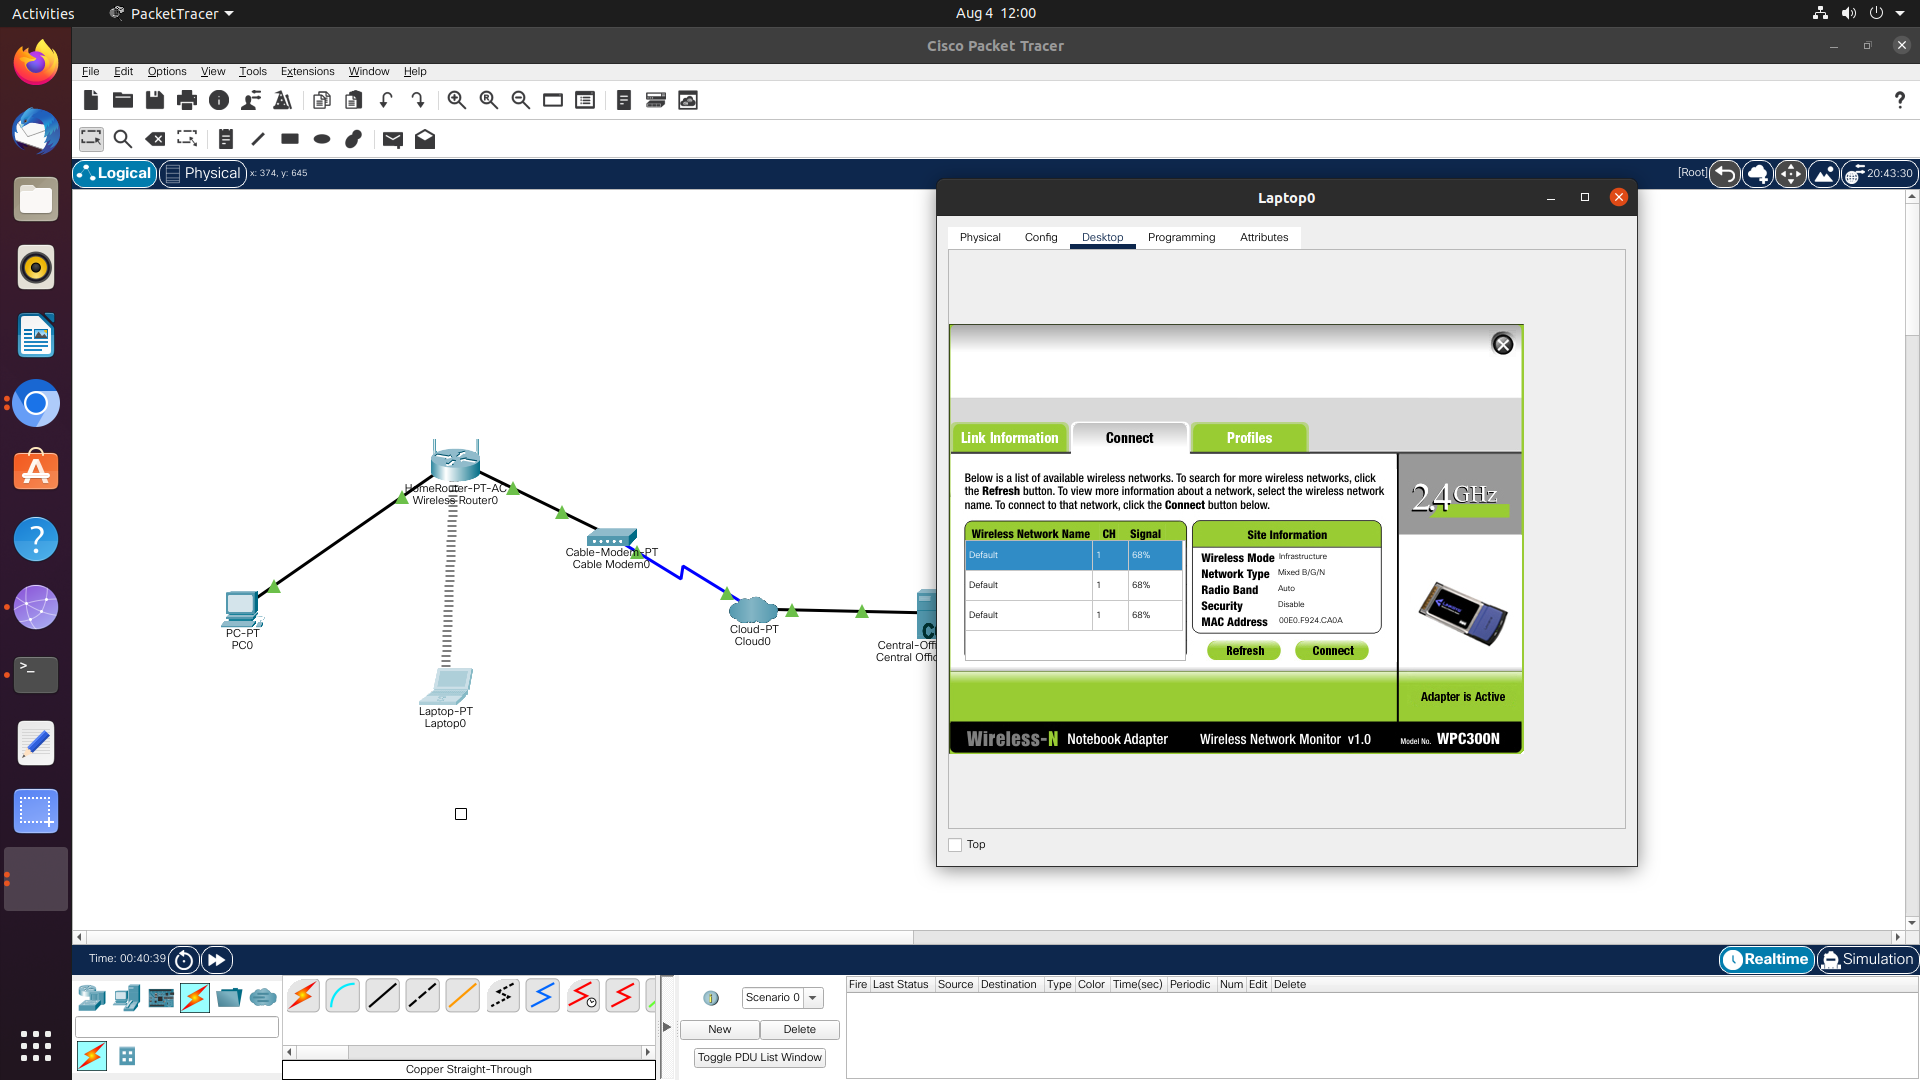 Activities
PacketTracer
Aug 4 12:00
Cisco Packet Tracer
File Edit Options View Tools Extensions Window Help
?
Logical
Physical
x: 374, y: 645
[Root]
20:43:30
Laptop0
Physical Config Desktop Programming Attributes
Link Information
Connect
Profiles
Below is a list of available wireless networks. To search for more wireless networks, click
the Refresh button. To view more information about a network, select the wireless network
name. To connect to that network, click the Connect button below.
2.4GHz
Wireless Network Name CH Signal
Default 1 68%
Default 1 68%
Default 1 68%
Site Information
Wireless Mode Infrastructure
Network Type Mixed B/G/N
Radio Band Auto
Security Disable
MAC Address 00E0.F924.CA0A
Refresh
Connect
Adapter is Active
Wireless-N Notebook Adapter Wireless Network Monitor v1.0 Model No. WPC300N
Top
HomeRouter-PT-AC
Wireless Router0
Cable-Modem-PT
Cable Modem0
PC-PT
PC0
Cloud-PT
Cloud0
Central-Offi
Central Offic
Laptop-PT
Laptop0
Time: 00:40:39
Realtime
Simulation
Scenario 0
New
Delete
Toggle PDU List Window
Fire Last Status Source Destination Type Color Time(sec) Periodic Num Edit Delete
Copper Straight-Through